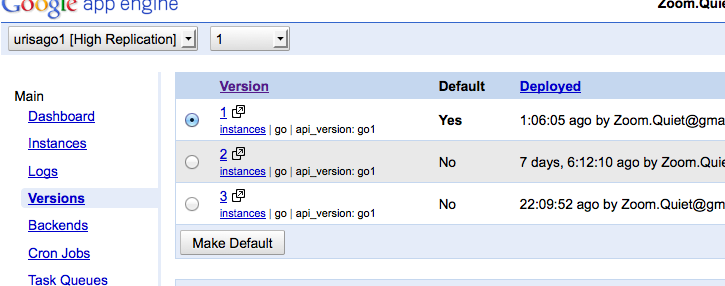 Google app engine
Zoom.Quiet
urisago1 [High Replication] 1
Version Default Deployed
Main
Dashboard
Instances
Logs
Versions
Backends
Cron Jobs
Task Queues
1 Yes 1:06:05 ago by Zoom.Quiet@gma
instances | go | api_version: go1
2 No 7 days, 6:12:10 ago by Zoom.Quie
instances | go | api_version: go1
3 No 22:09:52 ago by Zoom.Quiet@gm
instances | go | api_version: go1
Make Default